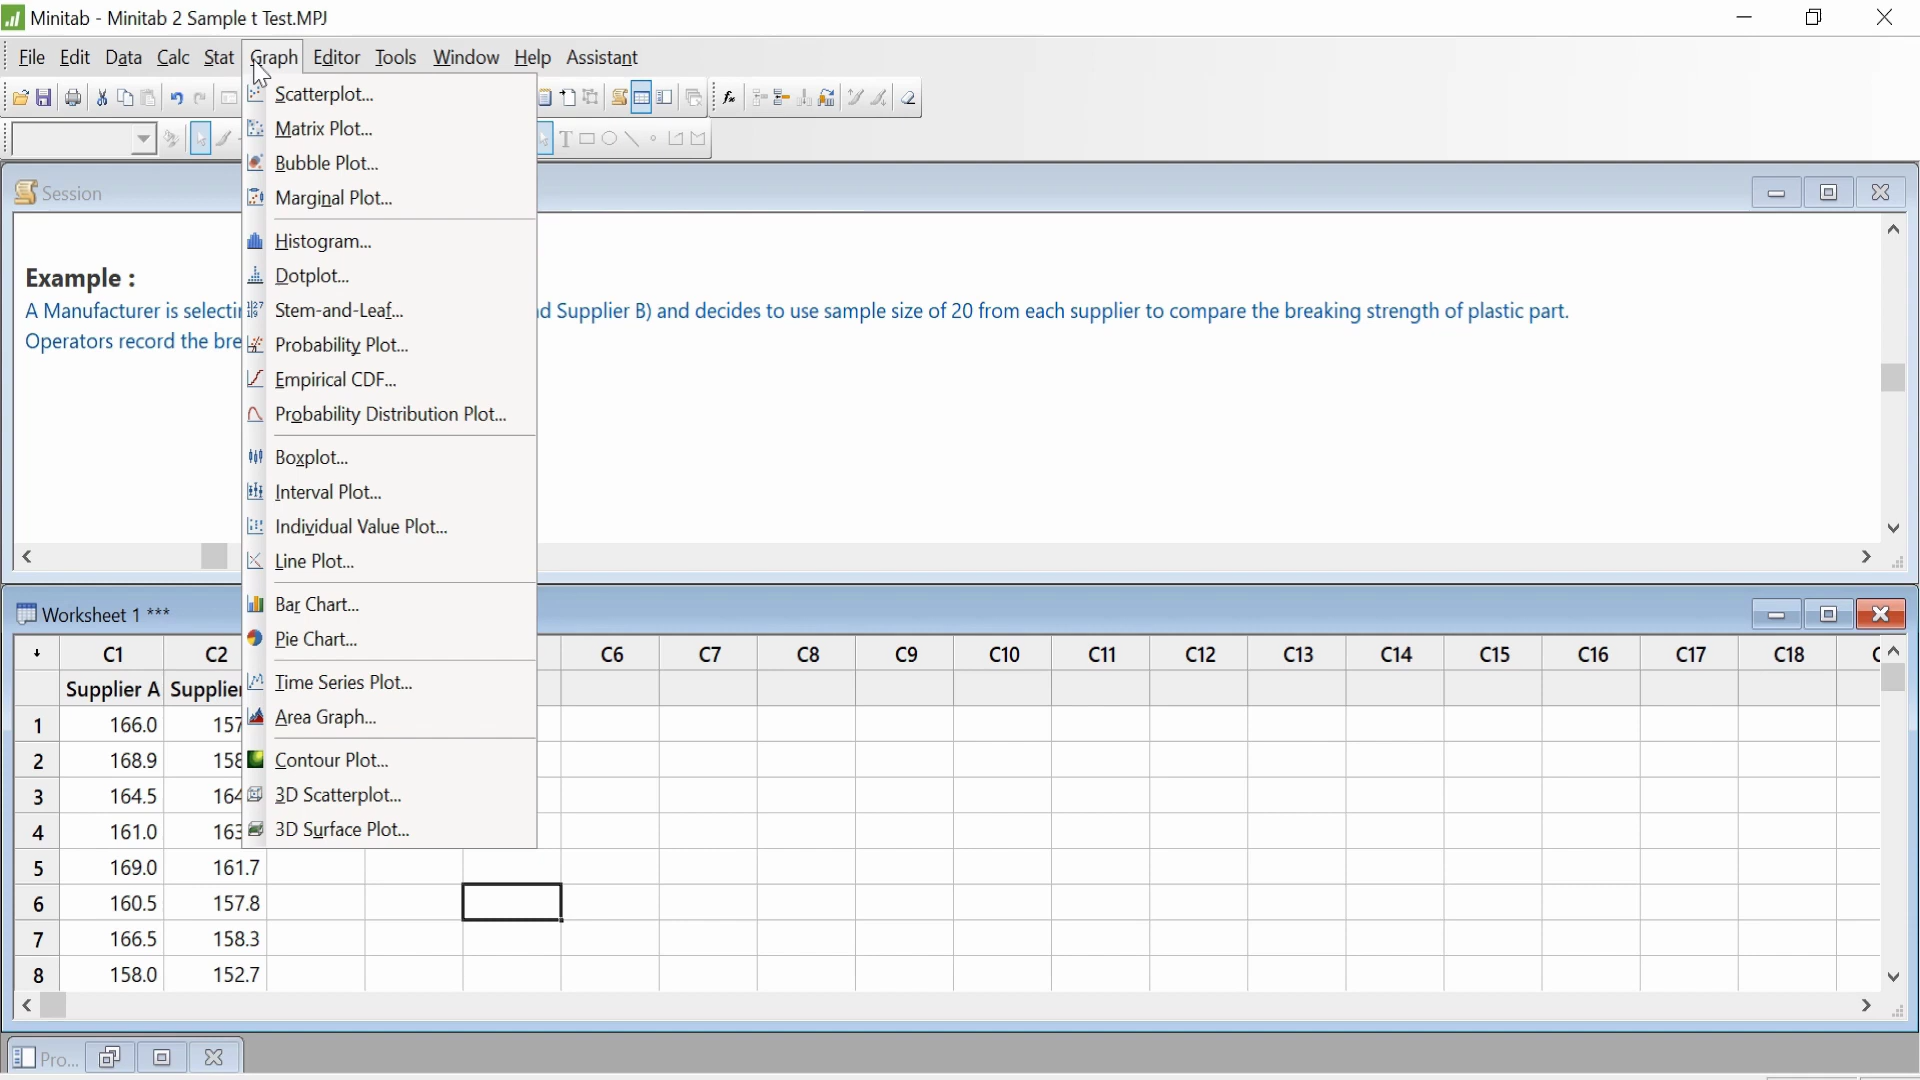 Minitab - Minitab 2 Sample t Test.MPJ
File Edit Data Calc Stat Graph Editor Tools Window Help Assistant
Scatterplot...
Matrix Plot...
Bubble Plot...
Marginal Plot...
Histogram...
Dotplot...
Stem-and-Leaf...
Probability Plot...
Empirical CDF...
Probability Distribution Plot...
Boxplot...
Interval Plot...
Individual Value Plot...
Line Plot...
Bar Chart...
Pie Chart...
Time Series Plot...
Area Graph...
Contour Plot...
3D Scatterplot...
3D Surface Plot...
Session
Example :
A Manufacturer is Supplier B) and decides to use sample size of 20 from each supplier to compare the breaking strength of plastic part.
Operators record the
Worksheet 1 ***
C1 C2 C6 C7 C8 C9 C10 C11 C12 C13 C14 C15 C16 C17 C18
Supplier A Supplier
1 166.0 157
2 168.9 158
3 164.5 164
4 161.0 163
5 169.0 161.7
6 160.5 157.8
7 166.5 158.3
8 158.0 152.7
Pro...